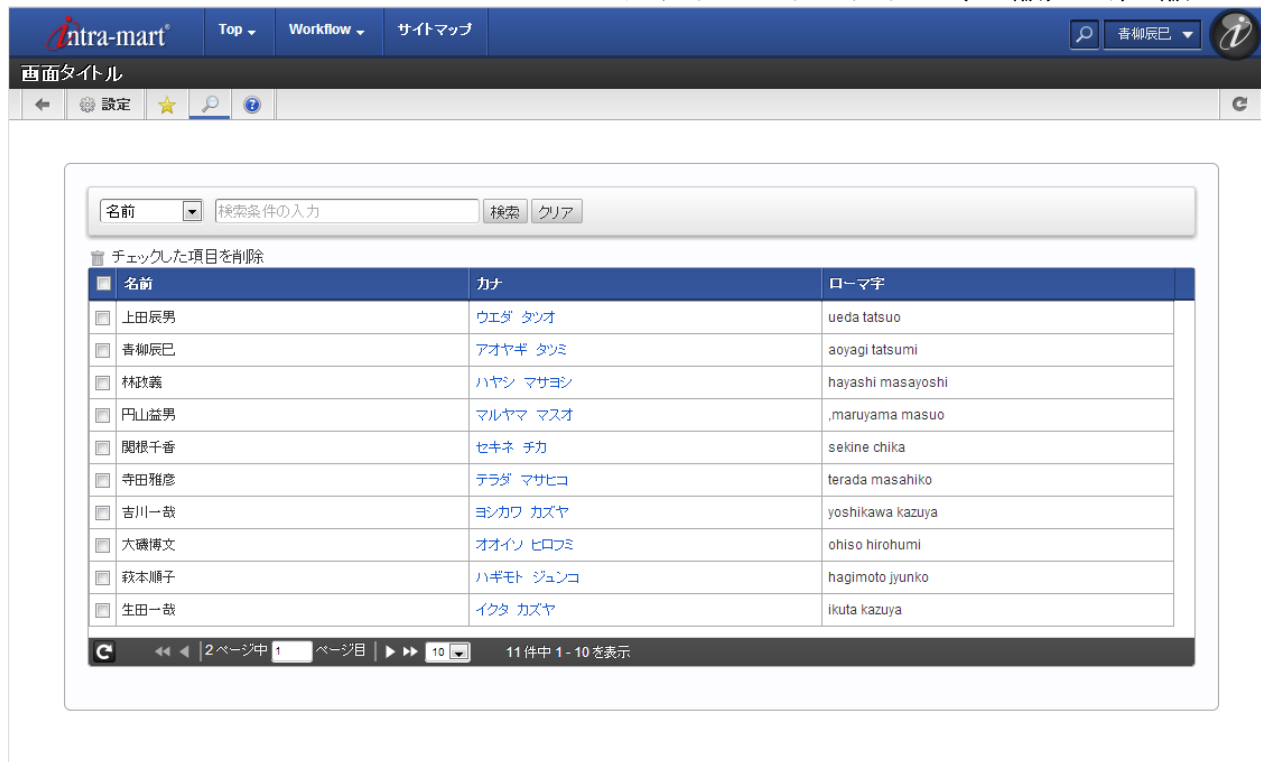 intra-mart® Top Workflow サイトマップ 青柳辰巳
画面タイトル
設定
名前 検索条件の入力 検索 クリア
チェックした項目を削除
名前 カナ ローマ字
上田辰男 ウエダ タツオ ueda tatsuo
青柳辰巳 アオヤギ タツミ aoyagi tatsumi
林政義 ハヤシ マサヨシ hayashi masayoshi
円山益男 マルヤマ マスオ ,maruyama masuo
関根千香 セキネ チカ sekine chika
寺田雅彦 テラダ マサヒコ terada masahiko
吉川一哉 ヨシカワ カズヤ yoshikawa kazuya
大磯博文 オオイソ ヒロフミ ohiso hirohumi
萩本順子 ハギモト ジュンコ hagimoto jyunko
生田一哉 イクタ カズヤ ikuta kazuya
2 ページ中 1 ページ目 10 11 件中 1 - 10 を表示